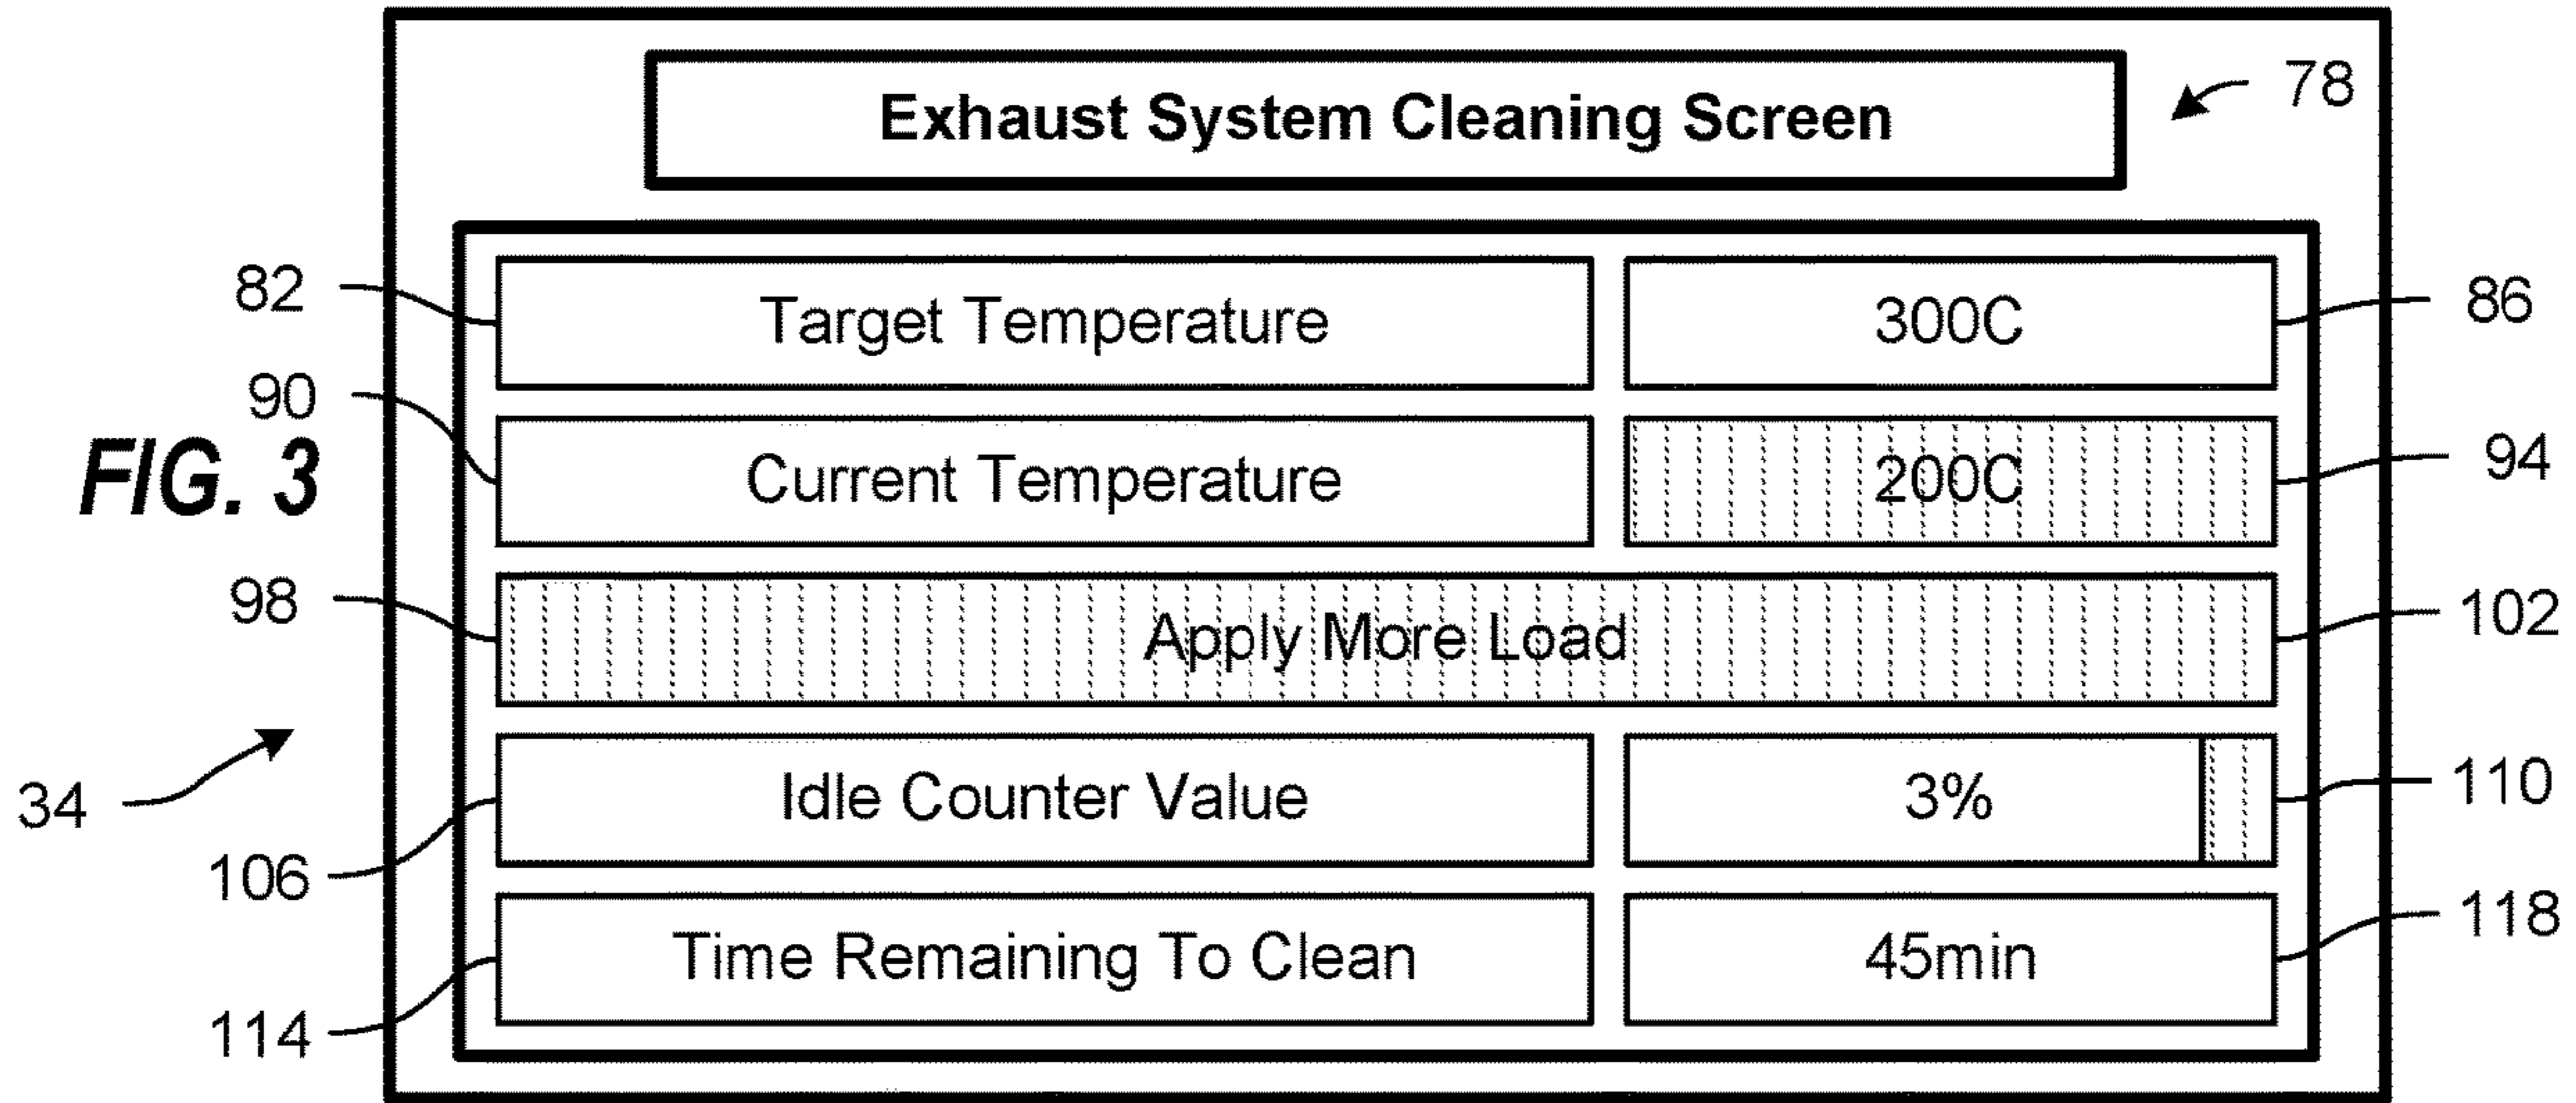 Exhaust System Cleaning Screen
78
82
Target Temperature
300C
86
90
Current Temperature
200C
94
FIG. 3
98
Apply More Load
102
34
Idle Counter Value
3%
110
106
Time Remaining To Clean
45min
118
114